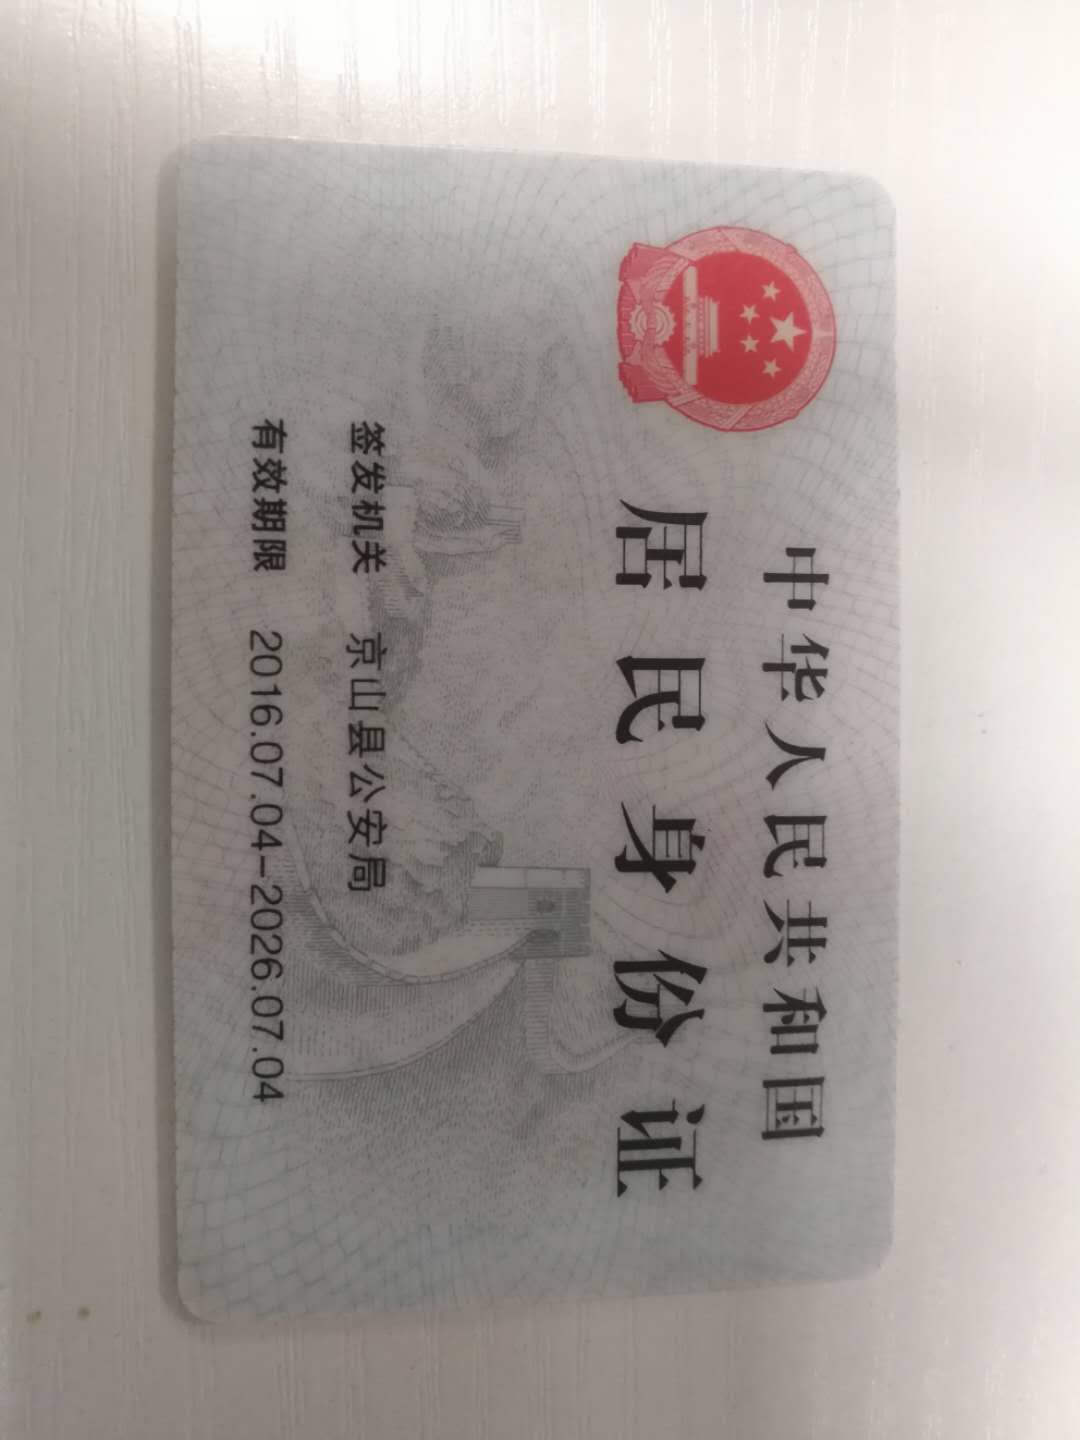 中华人民共和国
居民身份证
签发机关 京山县公安局
有效期限 2016.07.04-2026.07.04